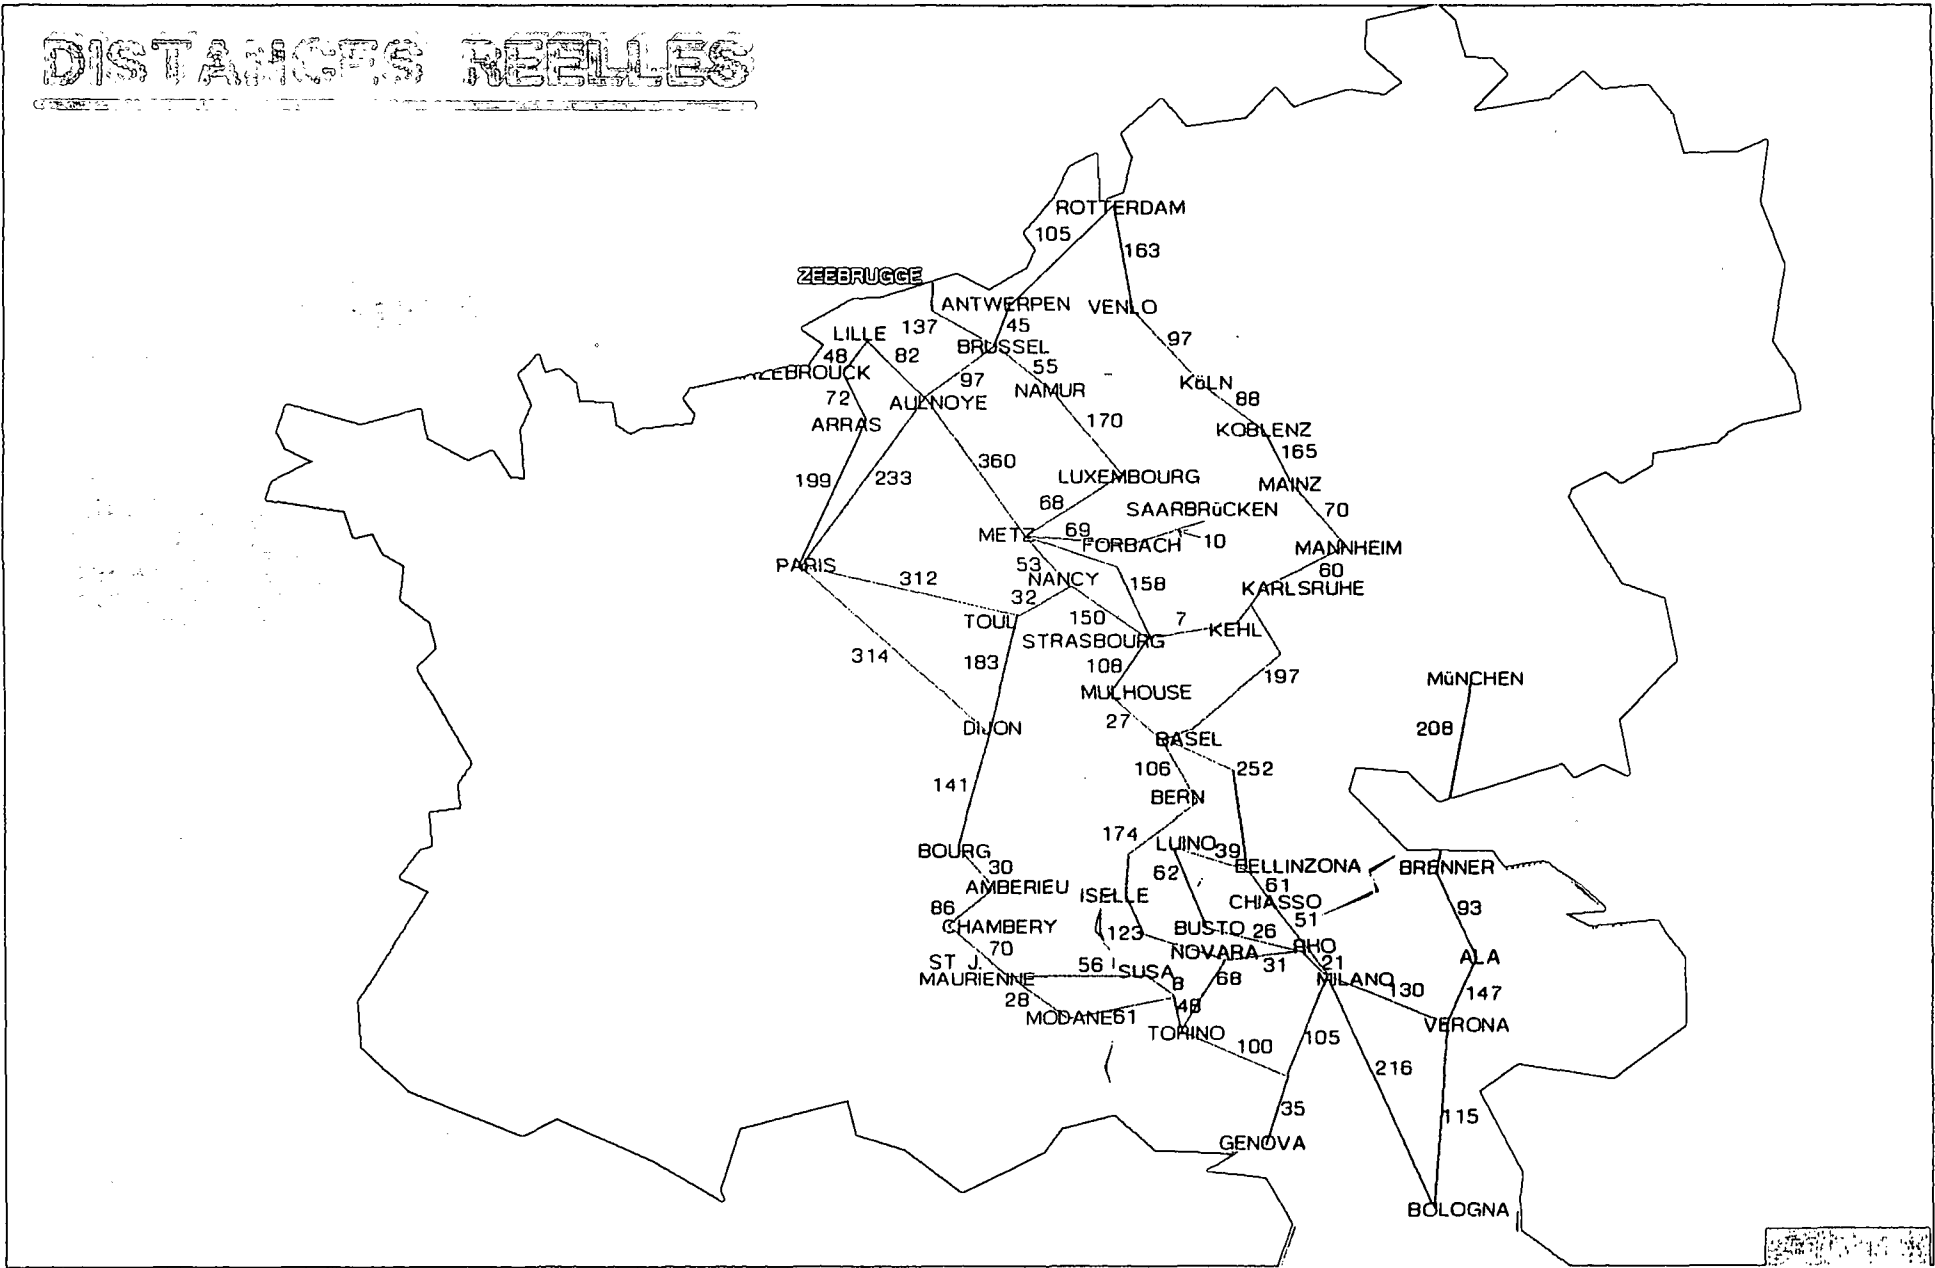 DISTANCES REELLES
ROTTERDAM
105
163
ZEEBRUGGE
ANTWERPEN
VENLO
137
45
LILLE
BRUSSEL
97
48
82
55
97
KöLN
NAMUR
72
AULNOYE
88
ARRAS
170
KOBLENZ
165
360
199
233
LUXEMBOURG
MAINZ
68
SAARBRüCKEN
70
METZ
69
FORBACH
10
MANNHEIM
PARIS
53
NANCY
158
60
312
32
KARLSRUHE
TOUL
150
7
KEHL
STRASBOURG
314
183
108
197
MüNCHEN
MULHOUSE
27
208
DIJON
BASEL
106
252
141
BERN
174
LUINO
39
BOURG
30
62
BELLINZONA
BRENNER
AMBERIEU
61
ISELLE
CHIASSO
86
93
CHAMBERY
51
123
BUSTO
26
70
NOVARA
RHO
ALA
ST J.
56
SUSA
68
31
21
MAURIENNE
8
MILANO
130
147
28
48
MODANE
61
TORINO
VERONA
100
105
216
35
115
GENOVA
BOLOGNA